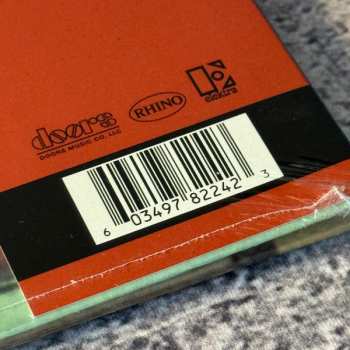 doors
DOORS MUSIC CO, LLC
RHINO
elektra
6 03497 82242 3